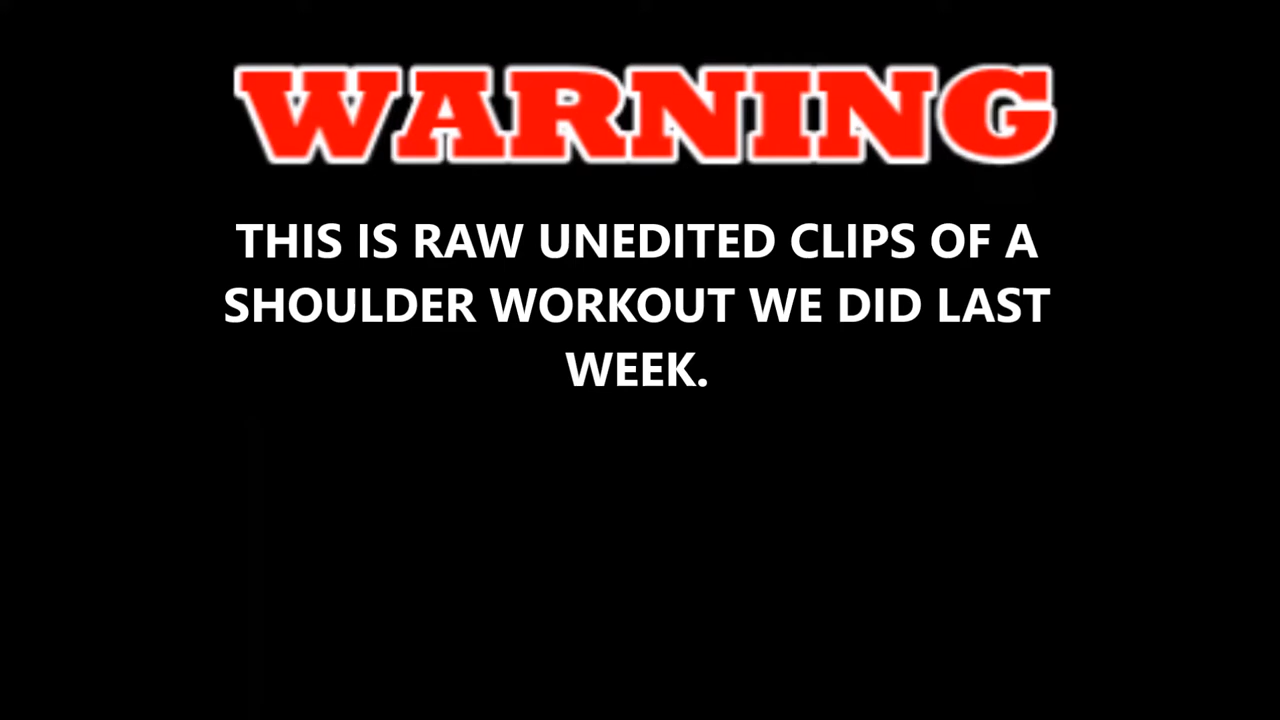 WARNING
THIS IS RAW UNEDITED CLIPS OF A
SHOULDER WORKOUT WE DID LAST
WEEK.